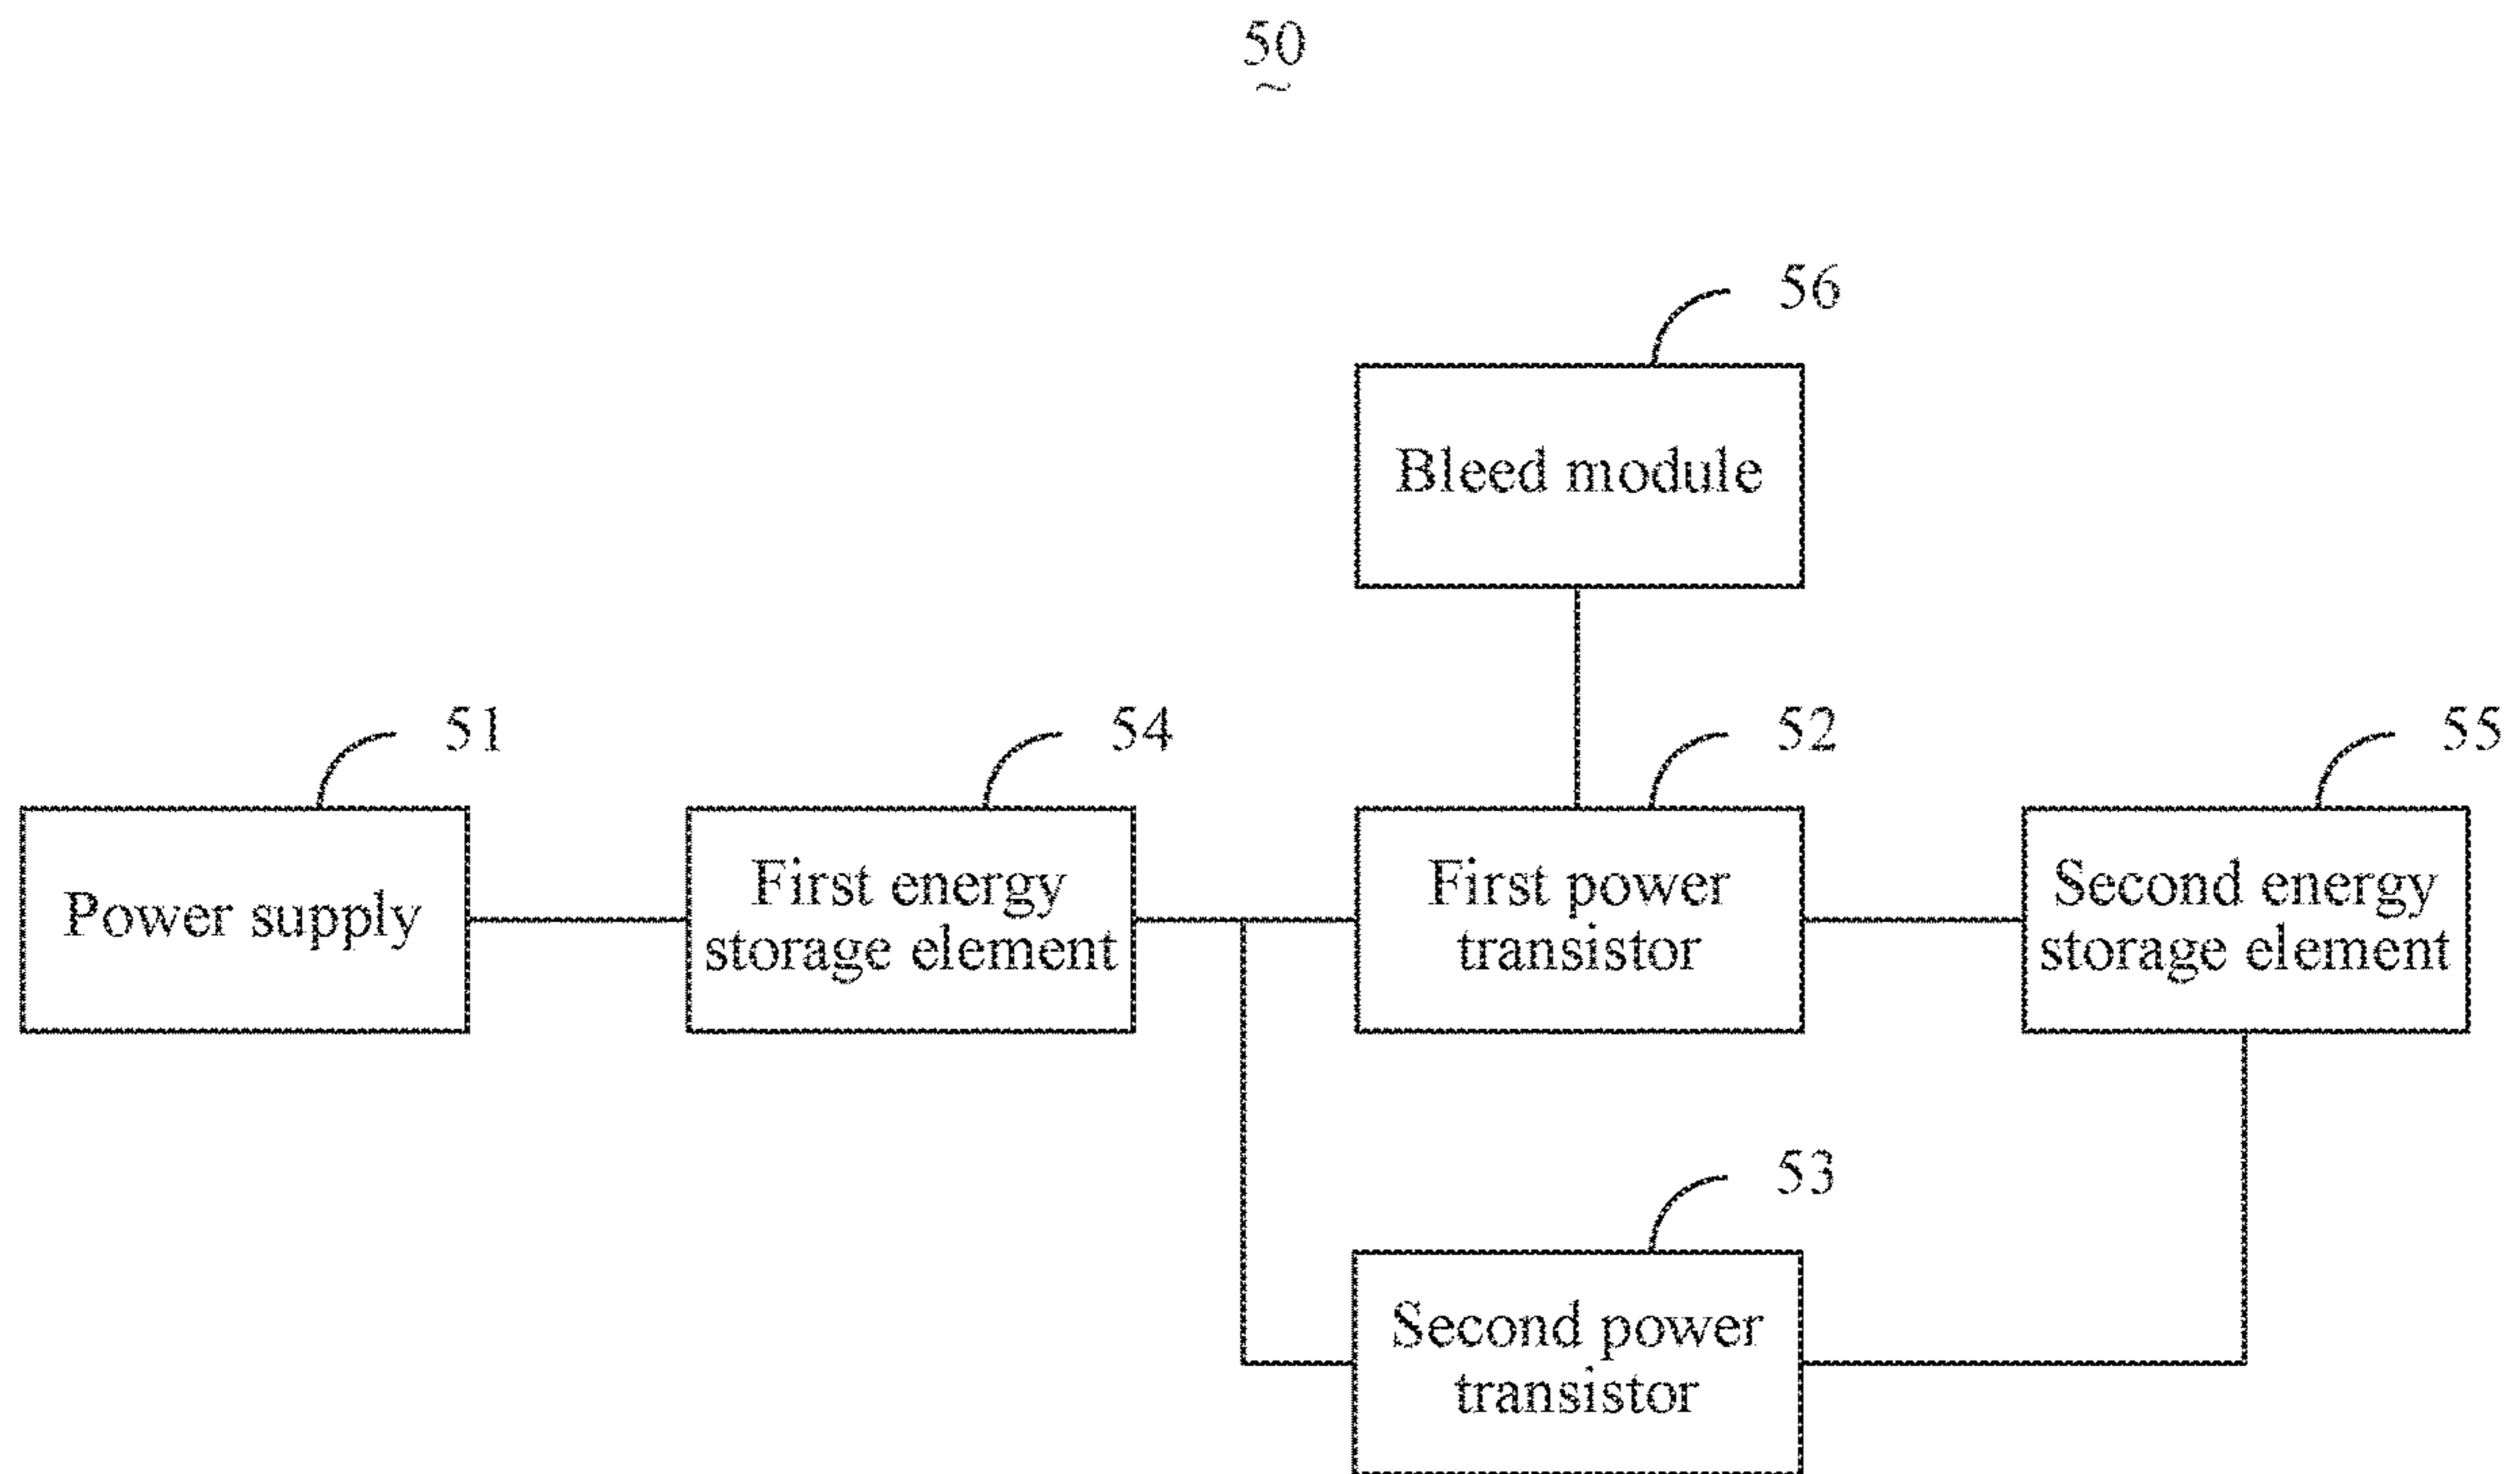 50
56
Bleed module
51
54
52
55
Power supply
First energy
storage element
First power
transistor
Second energy
storage element
53
Second power
transistor